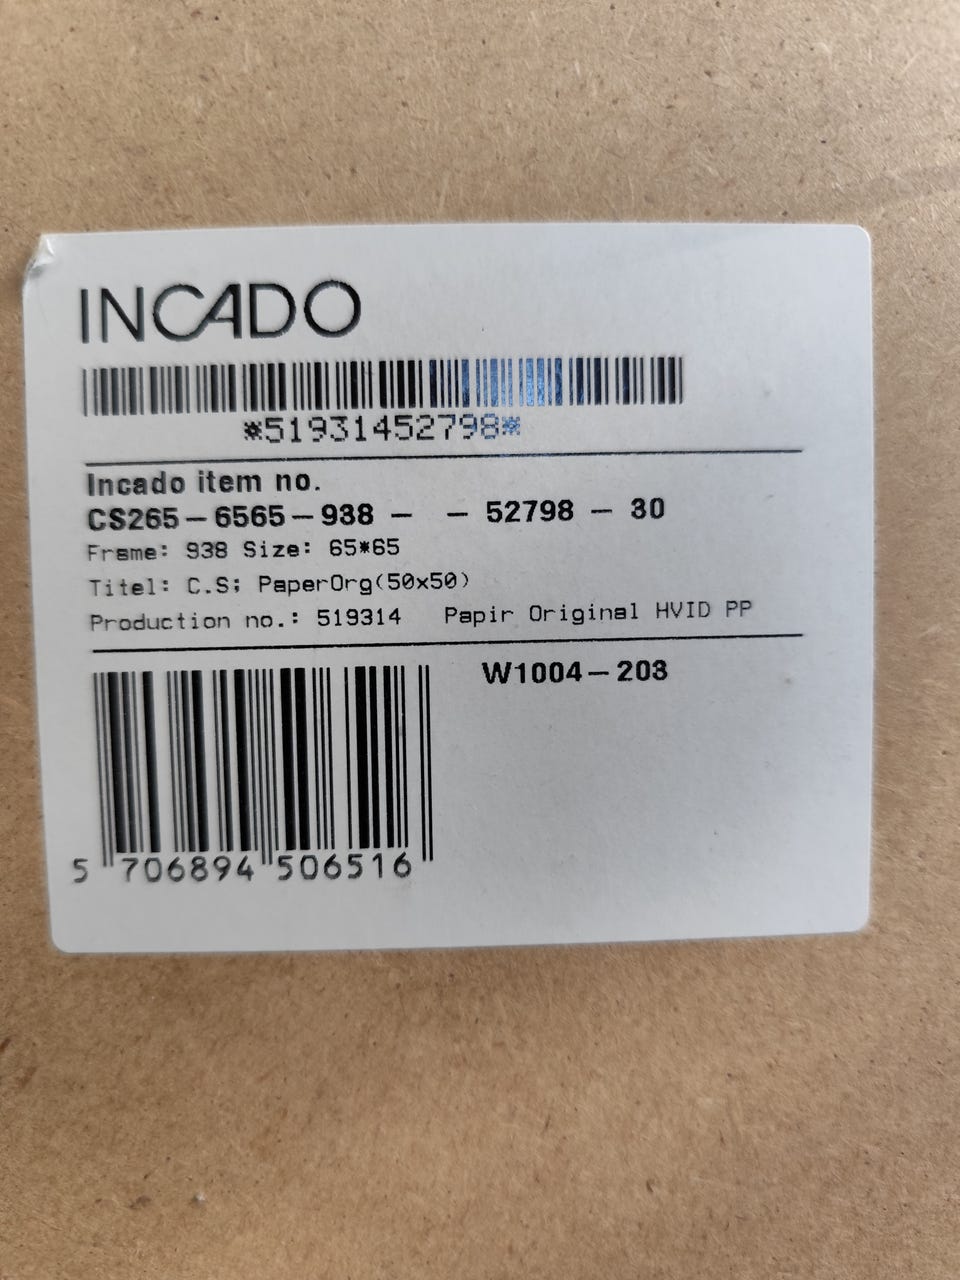 INCADO
*51931452798*
Incado item no.
CS265-6565-938 - - 52798 - 30
Frame: 938 Size: 65*65
Titel: C.S; PaperOrg(50x50)
Production no.: 519314 Papir Original HVID PP
W1004-203
5 706894 506516